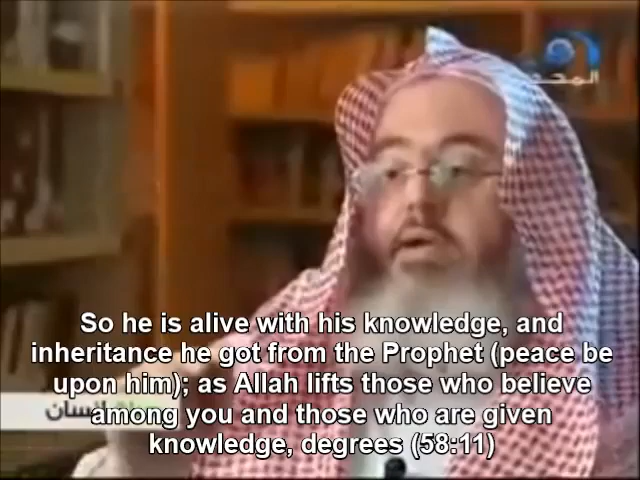 المجد
So he is alive with his knowledge, and
inheritance he got from the Prophet (peace be
upon him); as Allah lifts those who believe
among you and those who are given
knowledge, degrees (58:11)